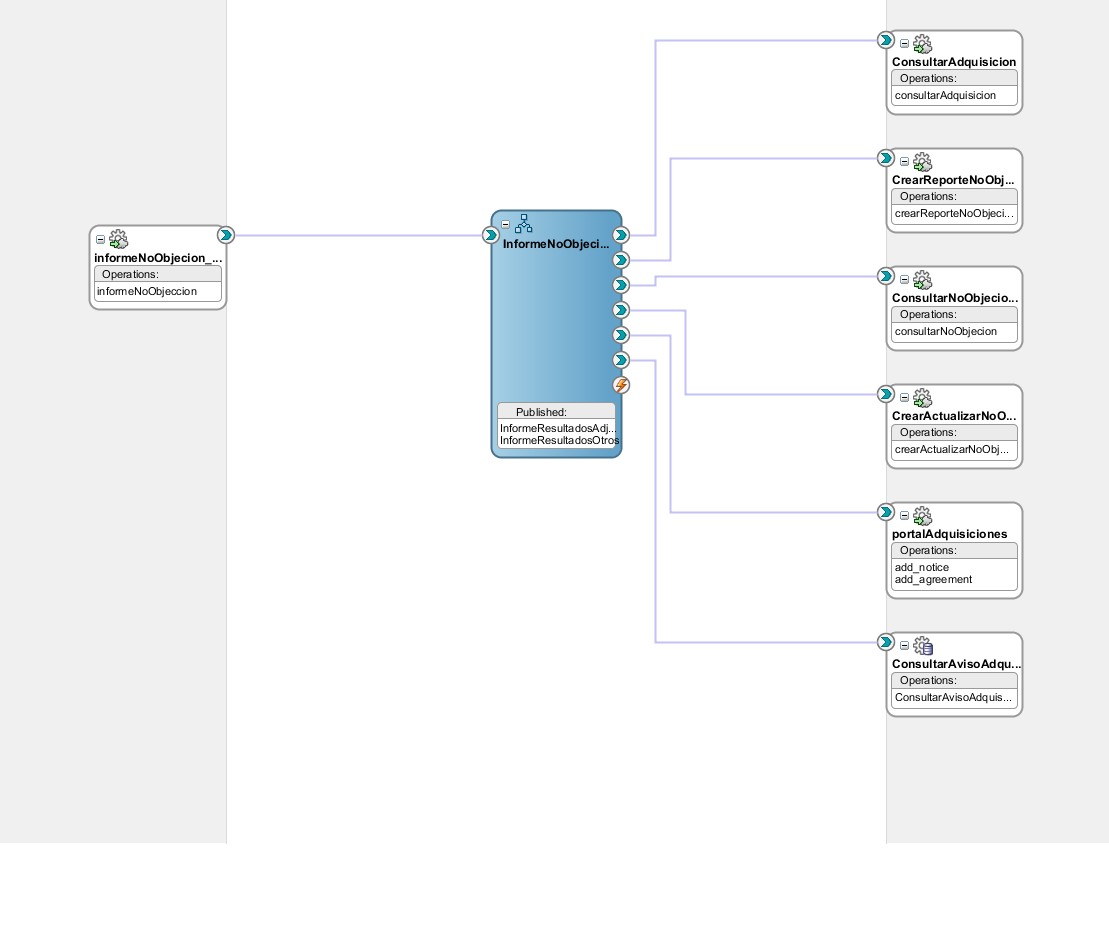 informeNoObjecion_...
Operations:
informeNoObjeccion
InformeNoObjeci...
Published:
InformeResultadosAdj...
InformeResultadosOtros
ConsultarAdquisicion
Operations:
consultarAdquisicion
CrearReporteNoObj...
Operations:
crearReporteNoObjeci...
ConsultarNoObjecio...
Operations:
consultarNoObjecion
CrearActualizarNoO...
Operations:
crearActualizarNoObj...
portalAdquisiciones
Operations:
add_notice
add_agreement
ConsultarAvisoAdqu...
Operations:
ConsultarAvisoAdquis...